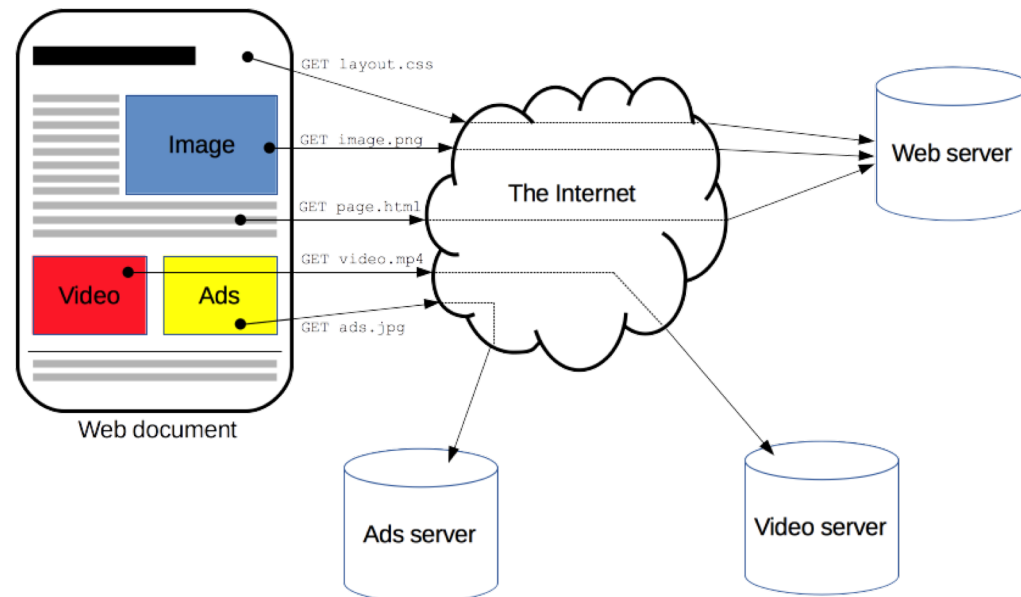 GET layout.css
Image
GET image.png
Web server
The Internet
GET page.html
GET video.mp4
Video
Ads
GET ads.jpg
Web document
Ads server
Video server